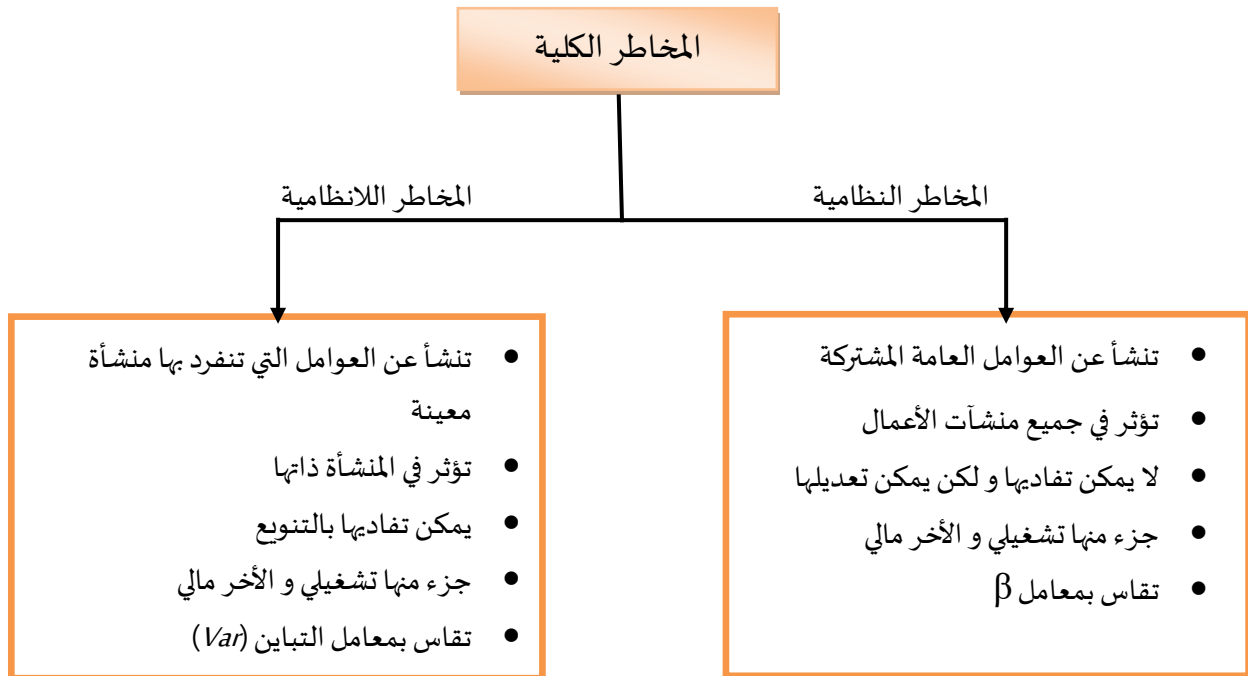 المخاطر الكلية
المخاطر النظامية
المخاطر اللانظامية
• تنشأ عن العوامل العامة المشتركة
• تؤثر في جميع منشآت الأعمال
• لا يمكن تفاديها و لكن يمكن تعديلها
• جزء منها تشغيلي و الأخر مالي
• تقاس بمعامل β
• تنشأ عن العوامل التي تنفرد بها منشأة
معينة
• تؤثر في المنشأة ذاتها
• يمكن تفاديها بالتنويع
• جزء منها تشغيلي و الأخر مالي
• تقاس بمعامل التباين (Var)